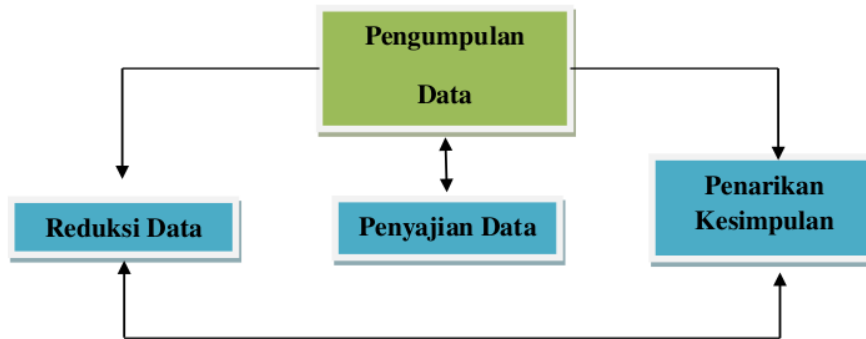 Pengumpulan
Data
Reduksi Data
Penyajian Data
Penarikan
Kesimpulan